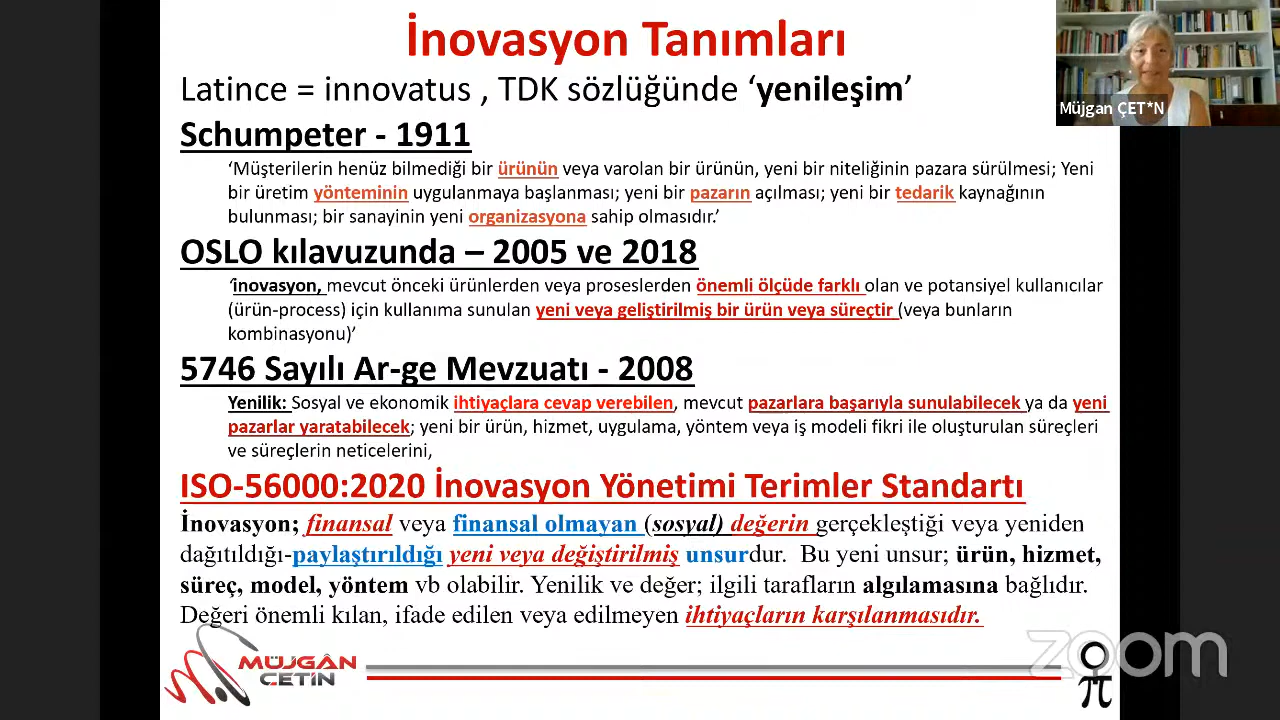 İnovasyon Tanımları
Latince = innovatus , TDK sözlüğünde ‘yenileşim’
Schumpeter - 1911
‘Müşterilerin henüz bilmediği bir ürünün veya varolan bir ürünün, yeni bir niteliğinin pazara sürülmesi; Yeni
bir üretim yönteminin uygulanmaya başlanması; yeni bir pazarın açılması; yeni bir tedarik kaynağının
bulunması; bir sanayinin yeni organizasyona sahip olmasıdır.’
OSLO kılavuzunda – 2005 ve 2018
‘inovasyon, mevcut önceki ürünlerden veya proseslerden önemli ölçüde farklı olan ve potansiyel kullanıcılar
(ürün-process) için kullanıma sunulan yeni veya geliştirilmiş bir ürün veya süreçtir (veya bunların
kombinasyonu)’
5746 Sayılı Ar-ge Mevzuatı - 2008
Yenilik: Sosyal ve ekonomik ihtiyaçlara cevap verebilen, mevcut pazarlara başarıyla sunulabilecek ya da yeni
pazarlar yaratabilecek; yeni bir ürün, hizmet, uygulama, yöntem veya iş modeli fikri ile oluşturulan süreçleri
ve süreçlerin neticelerini,
ISO-56000:2020 İnovasyon Yönetimi Terimler Standartı
İnovasyon; finansal veya finansal olmayan (sosyal) değerin gerçekleştiği veya yeniden
dağıtıldığı-paylaştırıldığı yeni veya değiştirilmiş unsurdur. Bu yeni unsur; ürün, hizmet,
süreç, model, yöntem vb olabilir. Yenilik ve değer; ilgili tarafların algılamasına bağlıdır.
Değeri önemli kılan, ifade edilen veya edilmeyen ihtiyaçların karşılanmasıdır.
MÜJGÂN
ÇETİN
Müjgan ÇET*N
zoom
π